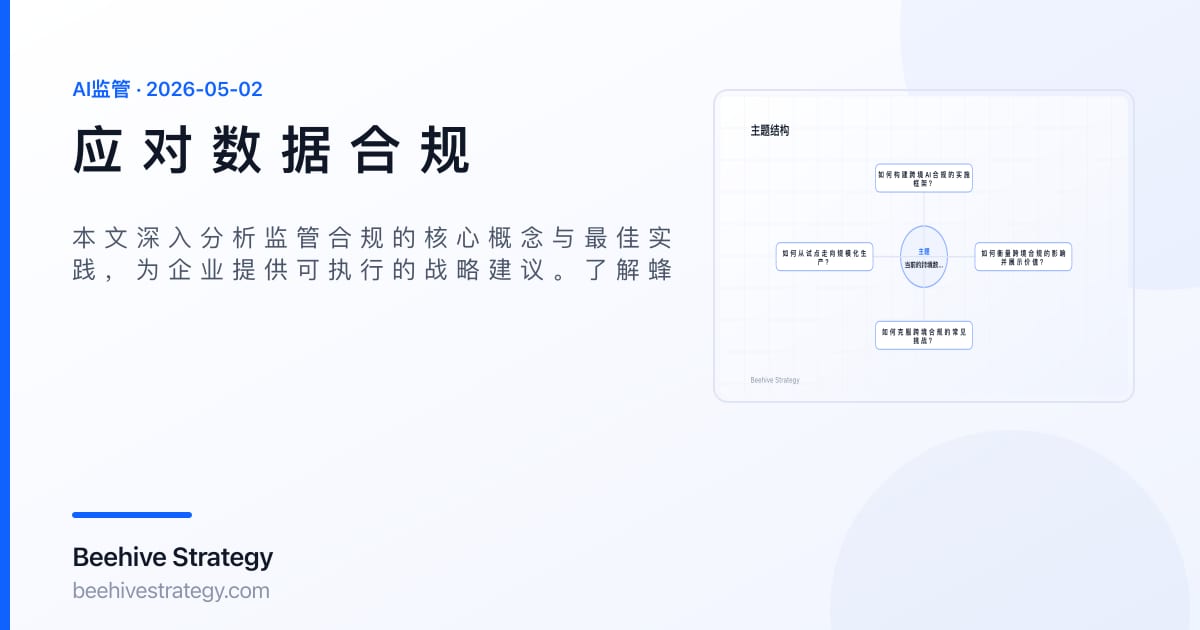 AI监管 · 2026-05-02
应对数据合规
本文深入分析监管合规的核心概念与最佳实
践，为企业提供可执行的战略建议。了解蜂
Beehive Strategy
beehivestrategy.com
主题结构
如何构建跨境AI合规的实施
框架？
如何从试点走向规模化生
产？
主题
当前的跨境数...
如何衡量跨境合规的影响
并展示价值？
如何克服跨境合规的常见
挑战？
Beehive Strategy